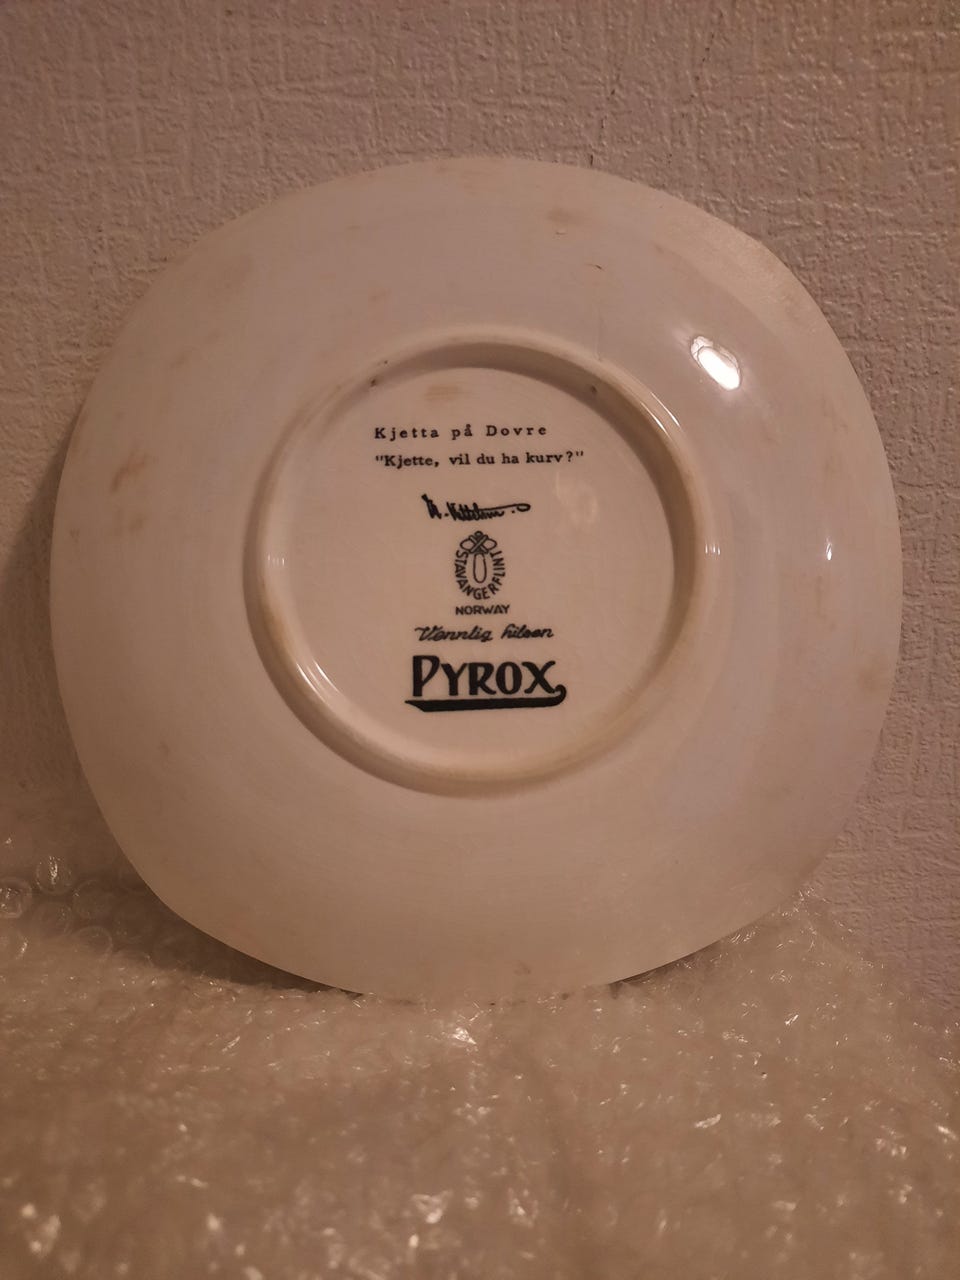 Kjetta på Dovre
"Kjette, vil du ha kurv?"
STAVANGERFLINT
NORWAY
Vennlig hilsen
PYROX